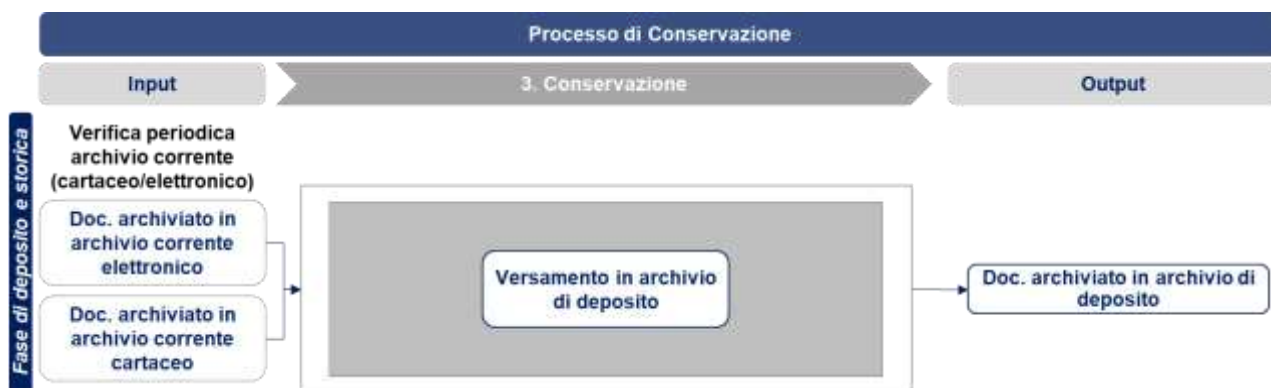 Processo di Conservazione
Input
3. Conservazione
Output
Fase di deposito e storica
Verifica periodica
archivio corrente
(cartaceo/elettronico)
Doc. archiviato in
archivio corrente
elettronico
Doc. archiviato in
archivio corrente
cartaceo
Versamento in archivio
di deposito
Doc. archiviato in archivio di
deposito